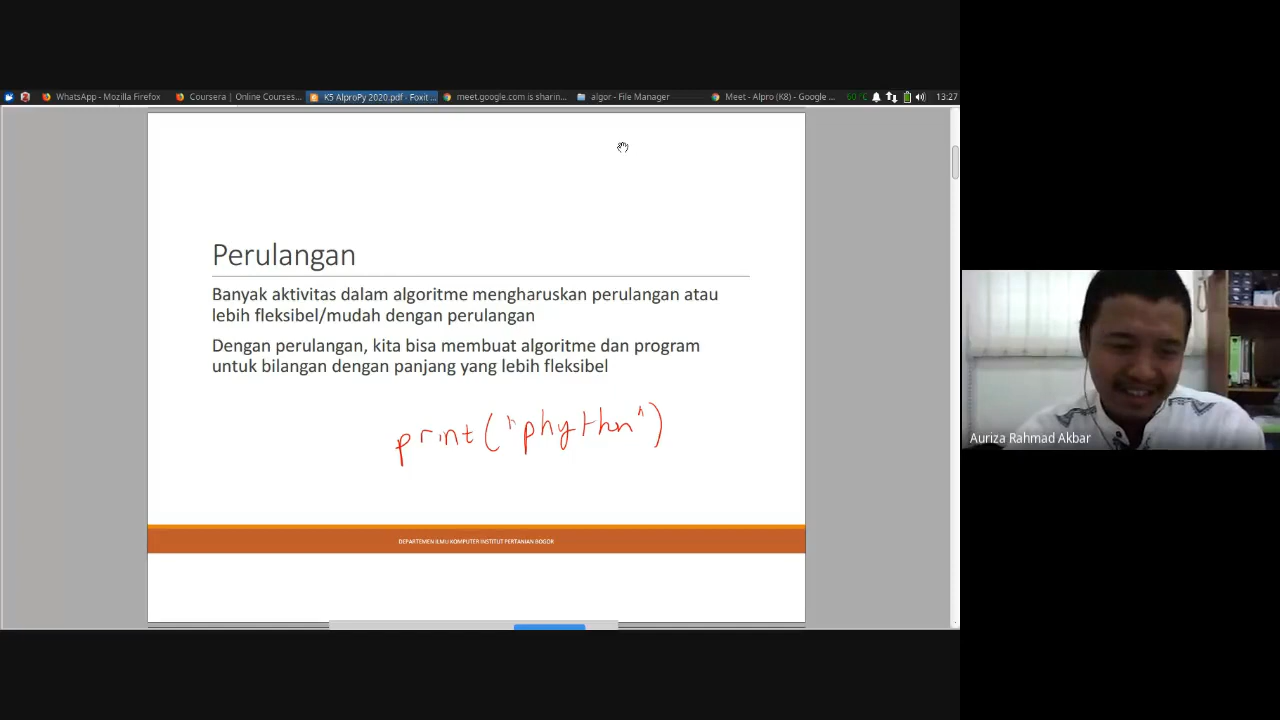 WhatsApp - Mozilla Firefox
Coursera | Online Courses...
K5 AlproPy 2020.pdf - Foxit ...
meet.google.com is sharin...
algor - File Manager
Meet - Alpro (K8) - Google ...
60°C
13:27
Perulangan
Banyak aktivitas dalam algoritme mengharuskan perulangan atau
lebih fleksibel/mudah dengan perulangan
Dengan perulangan, kita bisa membuat algoritme dan program
untuk bilangan dengan panjang yang lebih fleksibel
print("phythn")
DEPARTEMEN ILMU KOMPUTER INSTITUT PERTANIAN BOGOR
Auriza Rahmad Akbar